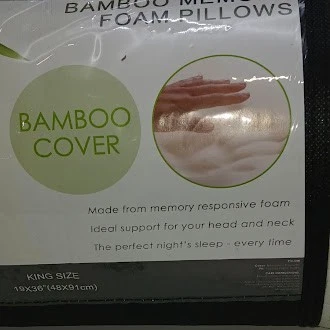 BAMBOO
FOAM PILLOWS
BAMBOO
COVER
Made from memory responsive foam
Ideal support for your head and neck
The perfect night's sleep - every time
KING SIZE
19X36"(48X91cm)